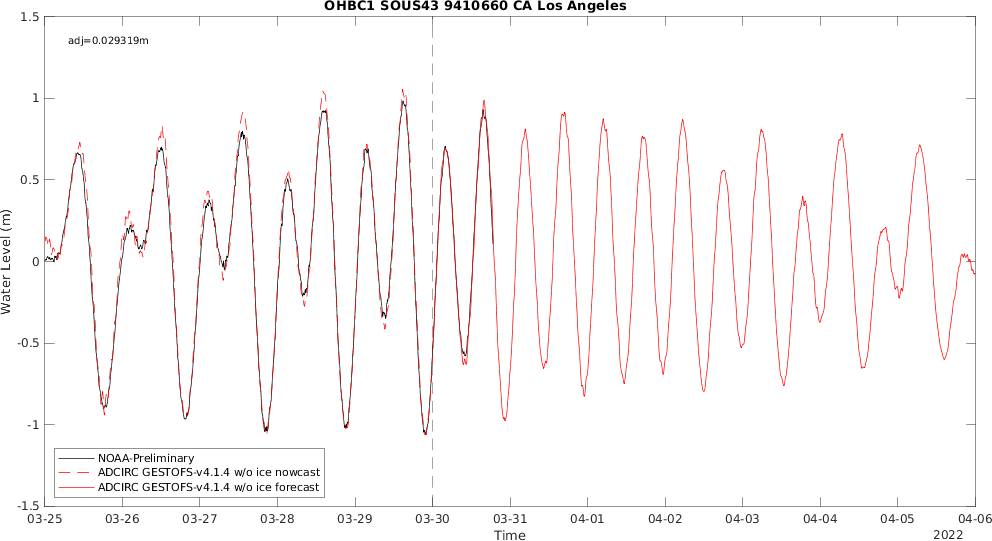 OHBC1 SOUS43 9410660 CA Los Angeles
adj=0.029319m
1.5
1
0.5
0
-0.5
-1
-1.5
Water Level (m)
NOAA-Preliminary
ADCIRC GESTOFS-v4.1.4 w/o ice nowcast
ADCIRC GESTOFS-v4.1.4 w/o ice forecast
03-25 03-26 03-27 03-28 03-29 03-30 03-31 04-01 04-02 04-03 04-04 04-05 04-06
Time
2022